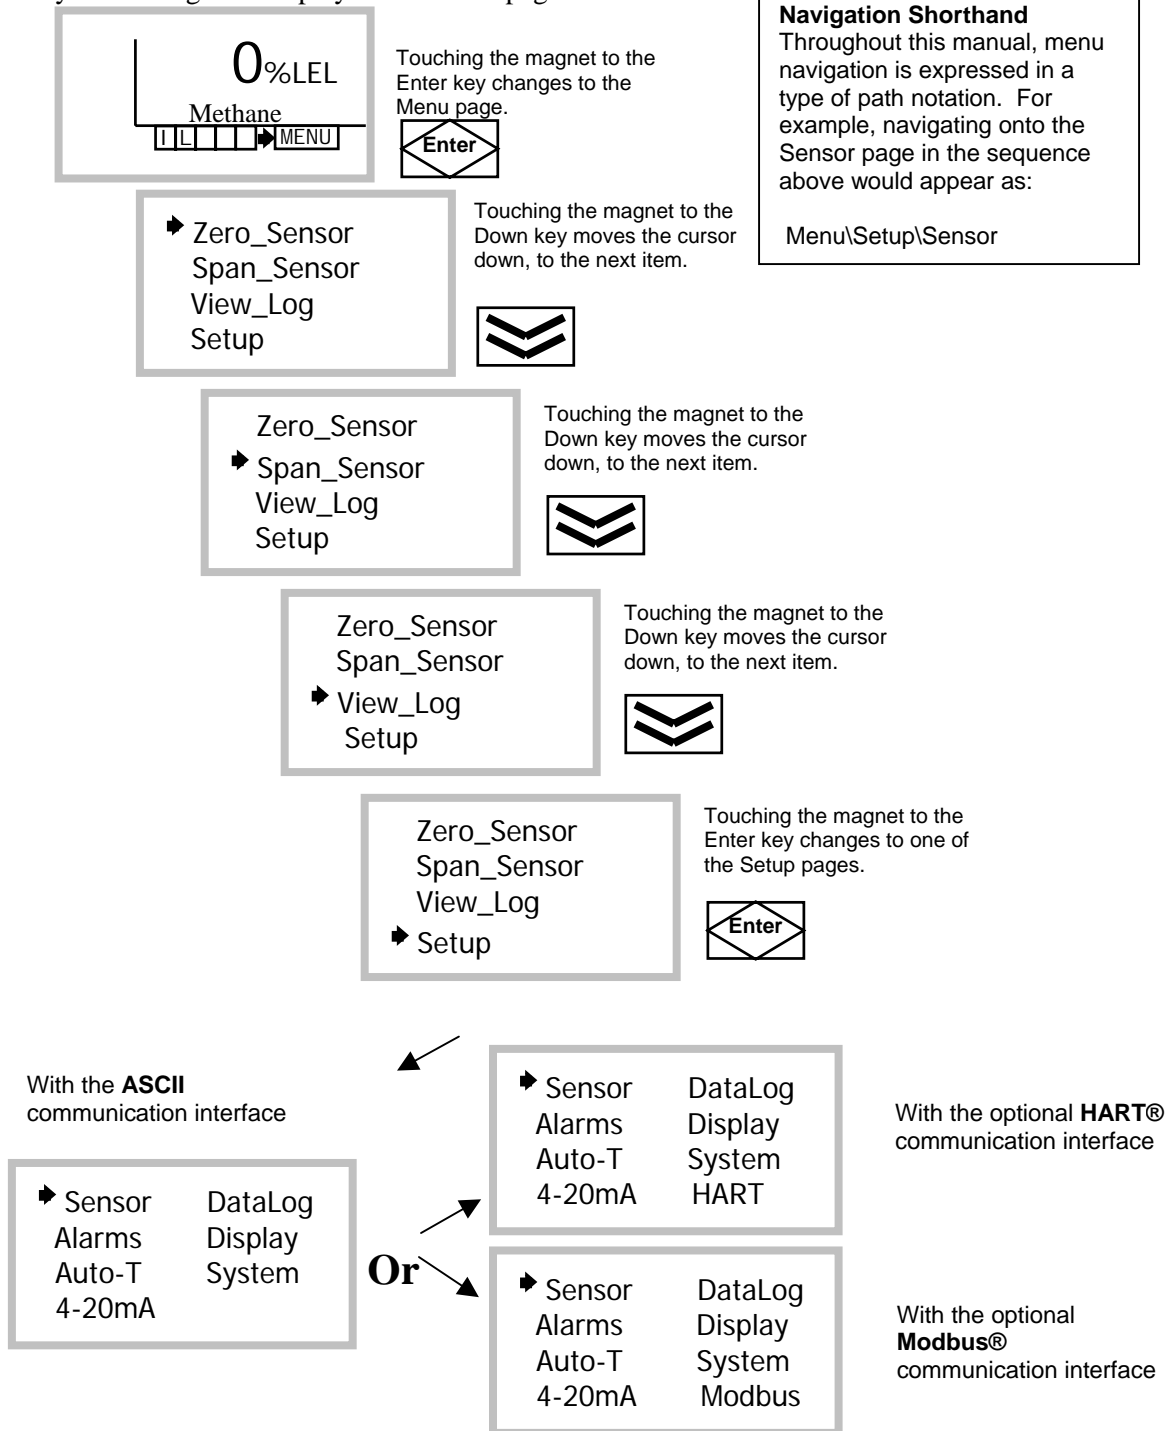 Navigation Shorthand
Throughout this manual, menu
navigation is expressed in a
type of path notation. For
example, navigating onto the
Sensor page in the sequence
above would appear as:
Menu\Setup\Sensor
0%LEL
Methane
I L MENU
Touching the magnet to the
Enter key changes to the
Menu page.
Enter
Zero_Sensor
Span_Sensor
View_Log
Setup
Touching the magnet to the
Down key moves the cursor
down, to the next item.
Zero_Sensor
Span_Sensor
View_Log
Setup
Touching the magnet to the
Down key moves the cursor
down, to the next item.
Zero_Sensor
Span_Sensor
View_Log
Setup
Touching the magnet to the
Down key moves the cursor
down, to the next item.
Zero_Sensor
Span_Sensor
View_Log
Setup
Touching the magnet to the
Enter key changes to one of
the Setup pages.
Enter
With the ASCII
communication interface
Sensor DataLog
Alarms Display
Auto-T System
4-20mA
Or
Sensor DataLog
Alarms Display
Auto-T System
4-20mA HART
With the optional HART®
communication interface
Sensor DataLog
Alarms Display
Auto-T System
4-20mA Modbus
With the optional
Modbus®
communication interface